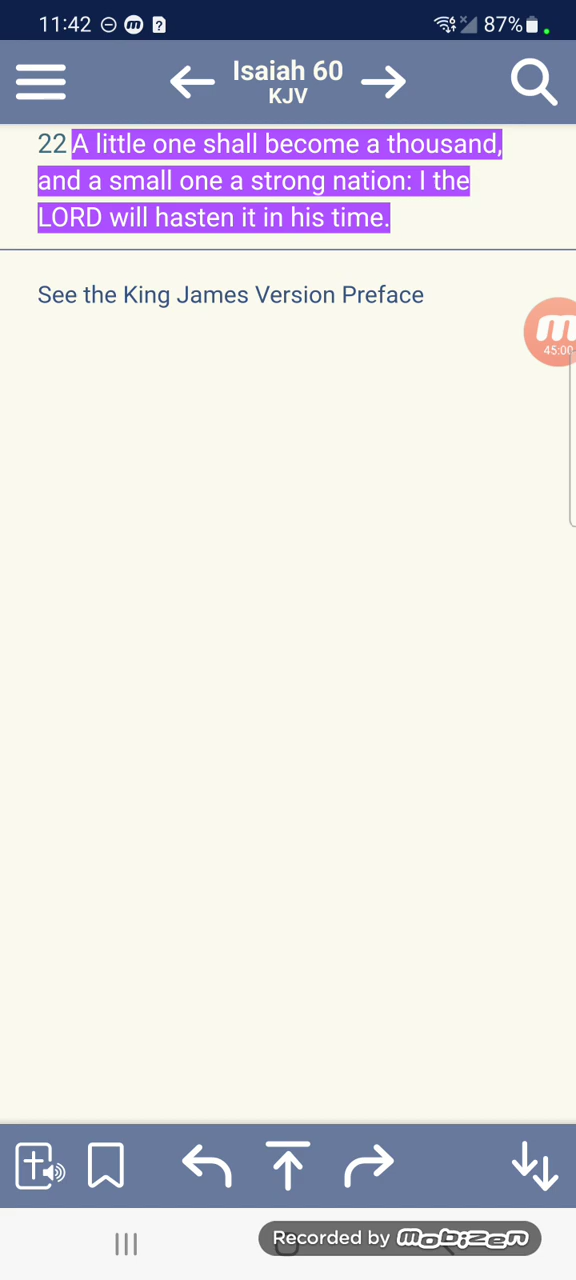 11:42 87%
Isaiah 60
KJV
22 A little one shall become a thousand,
and a small one a strong nation: I the
LORD will hasten it in his time.
See the King James Version Preface
m
45:00
Recorded by mobizen